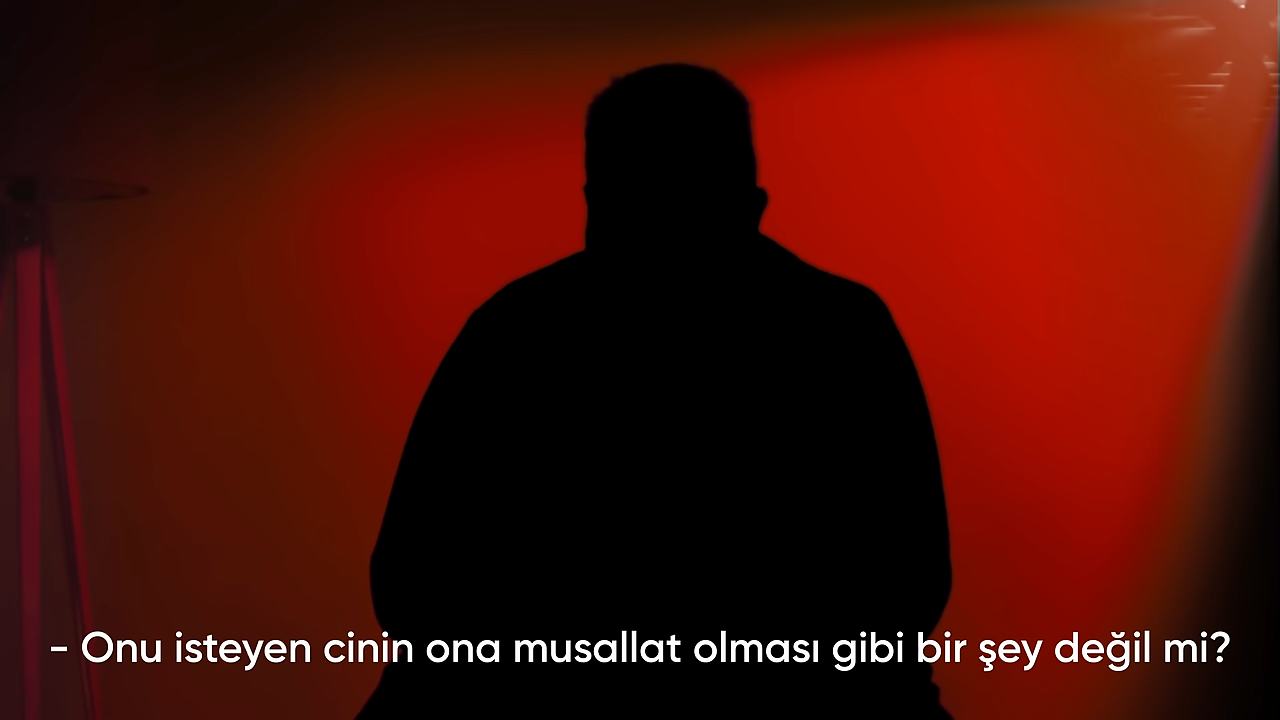 - Onu isteyen cinin ona musallat olması gibi bir şey değil mi?